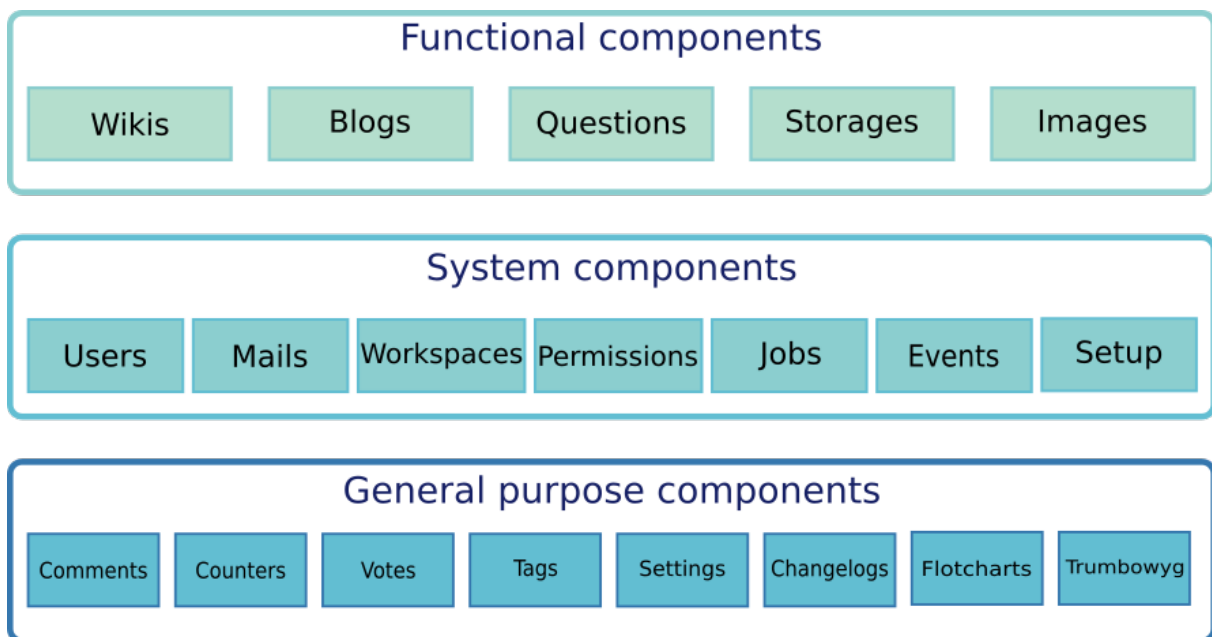 Functional components
Wikis Blogs Questions Storages Images
System components
Users Mails Workspaces Permissions Jobs Events Setup
General purpose components
Comments Counters Votes Tags Settings Changelogs Flotcharts Trumbowyg